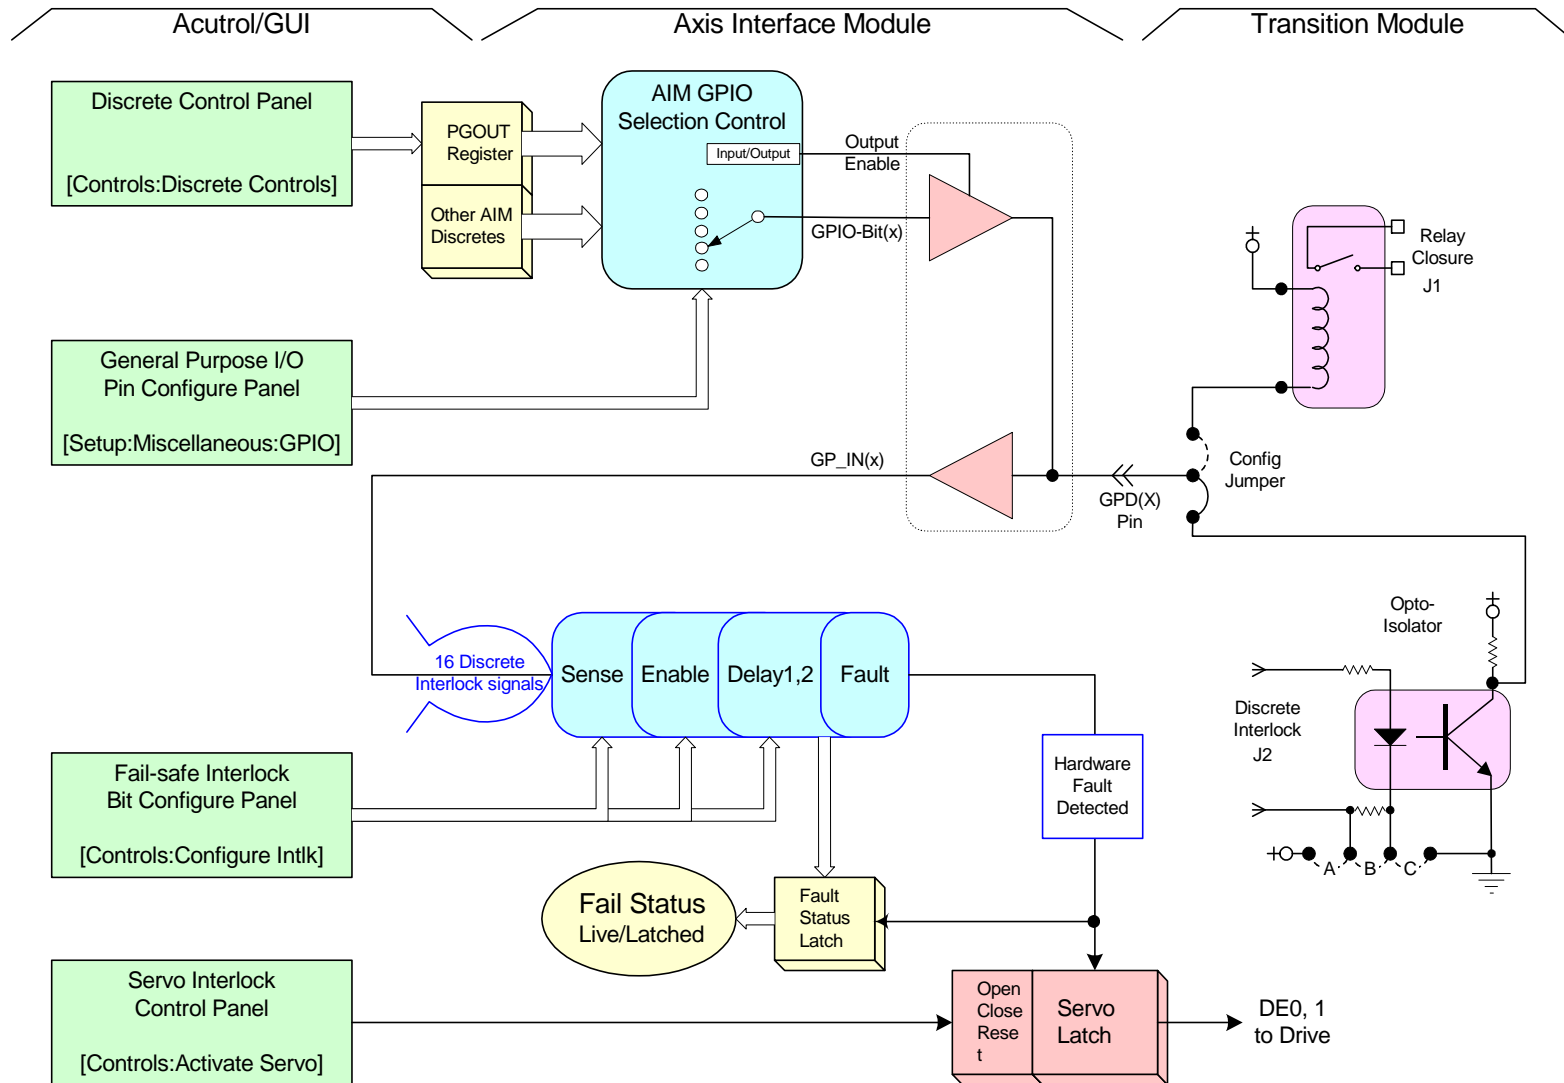 Acutrol/GUI
Axis Interface Module
Transition Module
Discrete Control Panel
[Controls:Discrete Controls]
PGOUT
Register
Other AIM
Discretes
AIM GPIO
Selection Control
Input/Output
Output
Enable
GPIO-Bit(x)
Relay
Closure
J1
General Purpose I/O
Pin Configure Panel
[Setup:Miscellaneous:GPIO]
GP_IN(x)
GPD(X)
Pin
Config
Jumper
Opto-
Isolator
16 Discrete
Interlock signals
Sense
Enable
Delay1,2
Fault
Discrete
Interlock
J2
Hardware
Fault
Detected
A
B
C
Fail-safe Interlock
Bit Configure Panel
[Controls:Configure Intlk]
Fail Status
Live/Latched
Fault
Status
Latch
Servo Interlock
Control Panel
[Controls:Activate Servo]
Open
Close
Rese
t
Servo
Latch
DE0, 1
to Drive